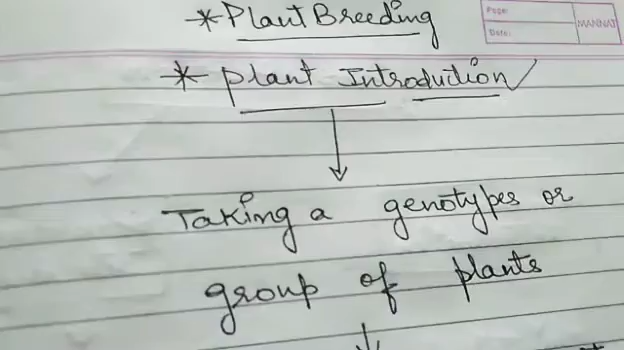 *Plant Breeding
Page:
Date:
MANNAT
* Plant Introduction
Taking a genotypes or
group of plants